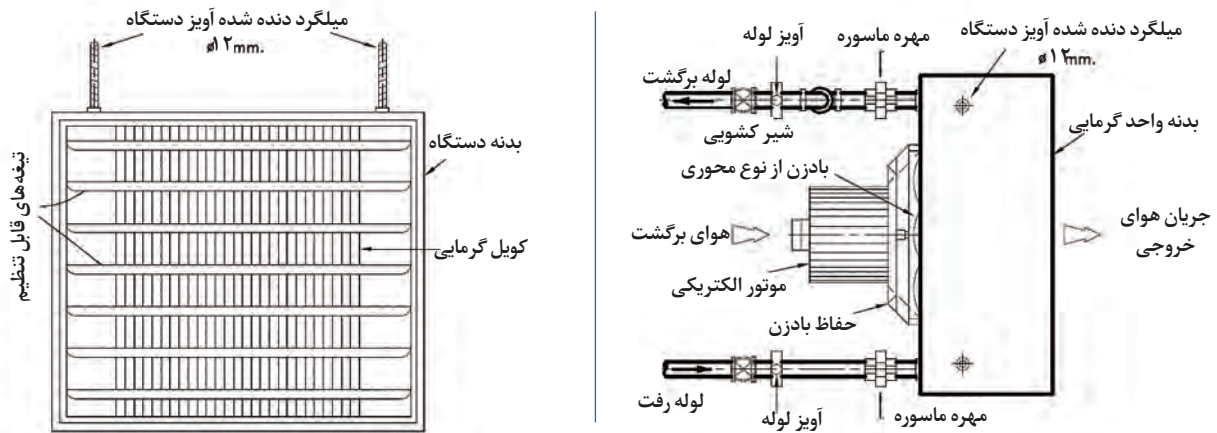 میلگرد دنده شده آویز دستگاه
ø۱۲mm.
بدنه دستگاه
تیغه‌های قابل تنظیم
کویل گرمایی
میلگرد دنده شده آویز دستگاه
ø۱۲mm.
مهره ماسوره
آویز لوله
لوله برگشت
شیر کشویی
بدنه واحد گرمایی
بادزن از نوع محوری
هوای برگشت
جریان هوای
خروجی
موتور الکتریکی
حفاظ بادزن
لوله رفت
آویز لوله
مهره ماسوره